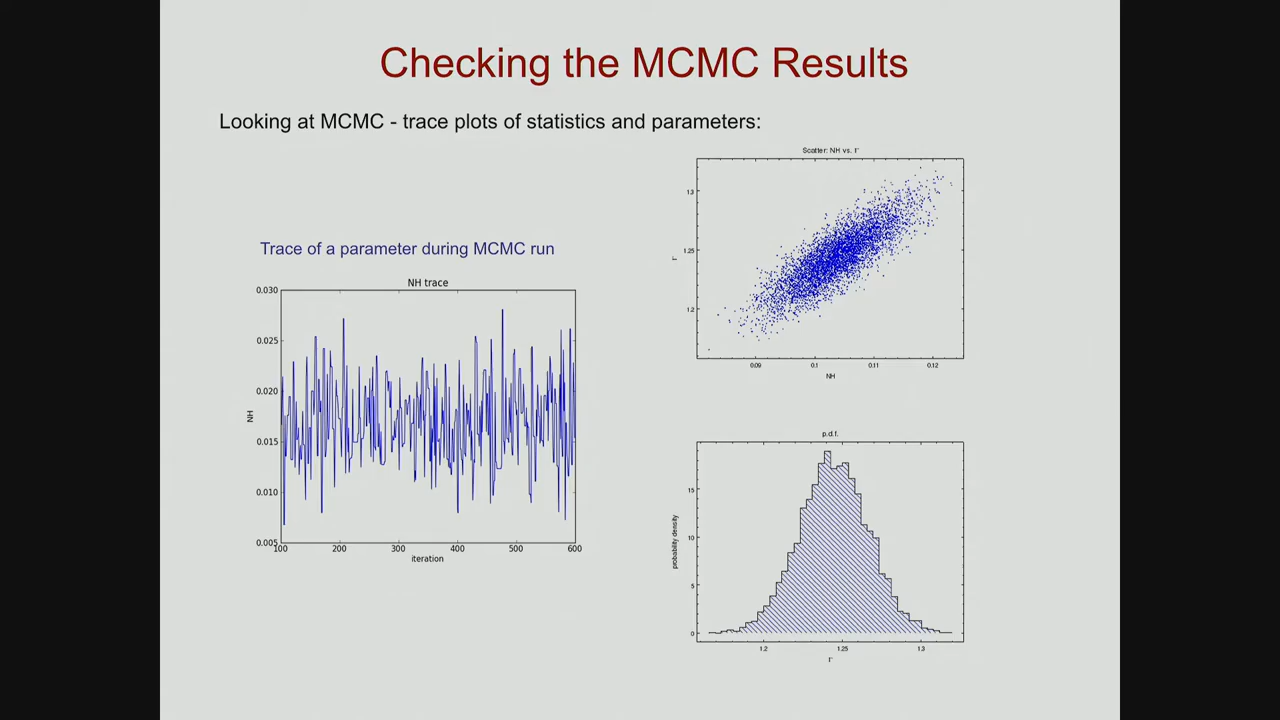 Checking the MCMC Results
Looking at MCMC - trace plots of statistics and parameters:
Trace of a parameter during MCMC run
NH trace
0.030
0.025
0.020
0.015
0.010
0.005
NH
100 200 300 400 500 600
iteration
Scatter: NH vs. Γ
1.3
1.25
1.2
Γ
0.09 0.1 0.11 0.12
NH
p.d.f.
15
10
5
0
probability density
1.2 1.25 1.3
Γ